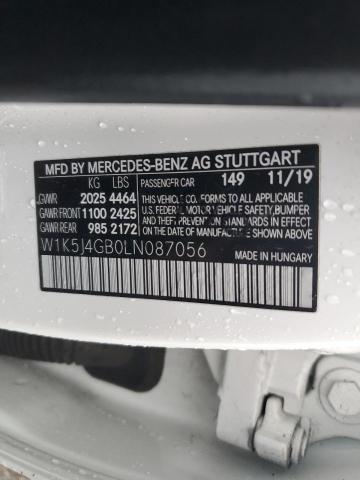 MFD BY MERCEDES-BENZ AG STUTTGART
KG LBS PASSENGER CAR 149 11/19
GVWR 2025 4464
GAWR FRONT 1100 2425
GAWR REAR 985 2172
THIS VEHICLE CONFORMS TO ALL APPLICABLE
U.S. FEDERAL MOTOR VEHICLE SAFETY, BUMPER
AND THEFT PREVENTION STANDARDS IN EFFECT
ON THE DATE OF MANUFACTURE SHOWN ABOVE.
W1K5J4GB0LN087056
MADE IN HUNGARY